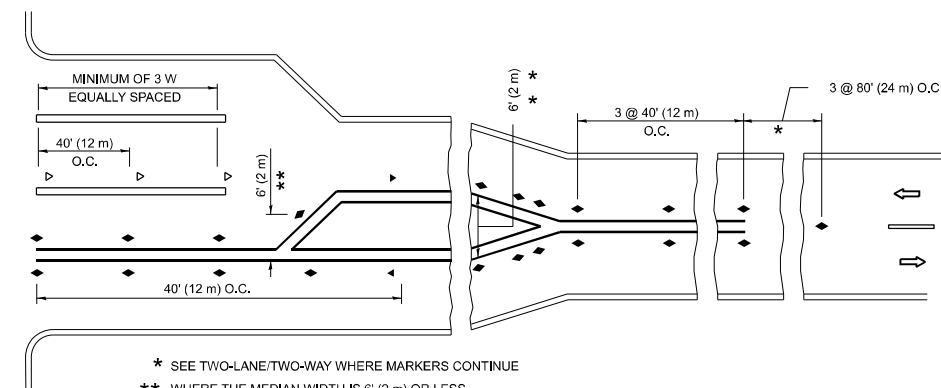 MINIMUM OF 3 W
EQUALLY SPACED
40' (12 m)
O.C.
6' (2 m)
**
40' (12 m) O.C.
6' (2 m) *
*
3 @ 40' (12 m)
O.C.
3 @ 80' (24 m) O.C
*
* SEE TWO-LANE/TWO-WAY WHERE MARKERS CONTINUE
** WHERE THE MEDIAN WIDTH IS 6' (2 m) OR LESS